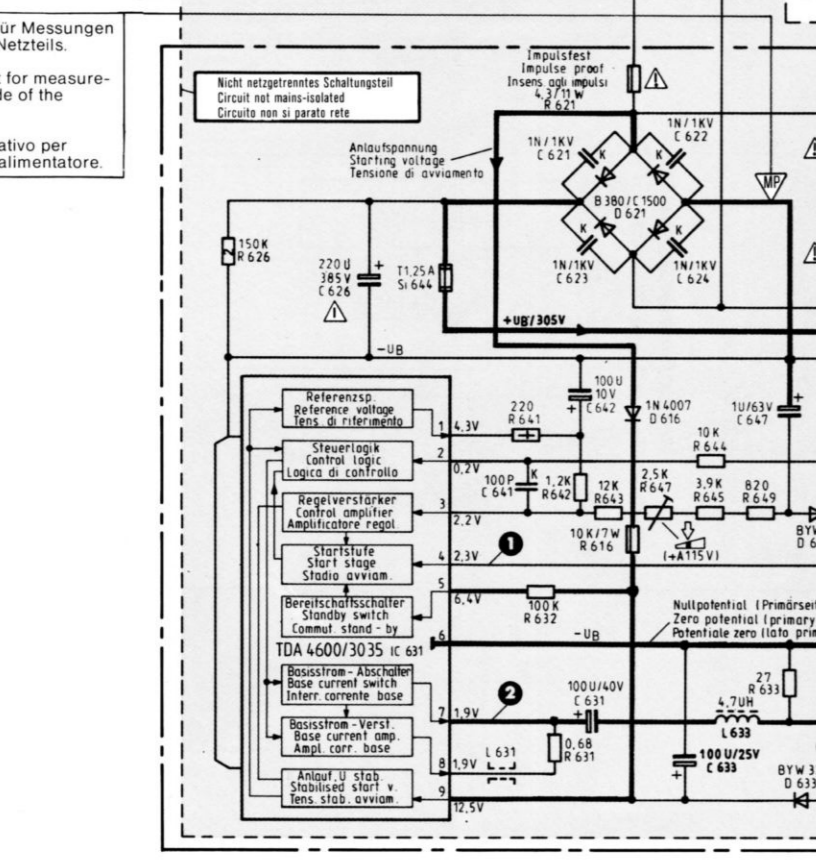 ür Messungen
Netzteils.
for measure-
de of the
ativo per
alimentatore.
Nicht netzgetrenntes Schaltungsteil
Circuit not mains-isolated
Circuito non si parato rete
Impulsfest
Impulse proof
Insens. agli impulsi
4,3/11 W
R 621
Anlaufspannung
Starting voltage
Tensione di avviamento
1N/1KV
C 621
1N/1KV
C 622
K
K
B 380/C 1500
D 621
K
K
1N/1KV
C 623
1N/1KV
C 624
MP
150K
R 626
220 U
385 V
C 626
+
T1,25 A
Si 644
+UB/305V
-UB
Referenzsp.
Reference voltage
Tens. di riferimento
Steuerlogik
Control logic
Logica di controllo
Regelverstärker
Control amplifier
Amplificatore regol.
Startstufe
Start stage
Stadio avviam.
Bereitschaftsschalter
Standby switch
Commut. stand-by
TDA 4600/3035 IC 631
Basisstrom-Abschalter
Base current switch
Interr. corrente base
Basisstrom-Verst.
Base current amp.
Ampl. corr. base
Anlauf. U stab.
Stabilised start v.
Tens. stab. avviam.
1 4,3V
2 0,2V
3 2,2V
4 2,3V
5 6,4V
6
7 1,9V
8 1,9V
9 12,5V
220
R 641
100 U
10 V
C 642
+
1N 4007
D 616
1U/63V
C 647
+
10 K
R 644
100P
C 641
K
1,2K
R642
12K
R643
2,5K
R647
3,9K
R645
820
R 649
BYW
D 6
10 K/7 W
R 616
(+A115V)
1
100 K
R 632
-UB
Nullpotential (Primärseit
Zero potential (primary
Potentiale zero (lato prim
2
100 U/40V
C 631
+
0,68
R 631
L 631
4,7UH
L 633
27
R 633
100 U/25V
C 633
+
BYW 3
D 633